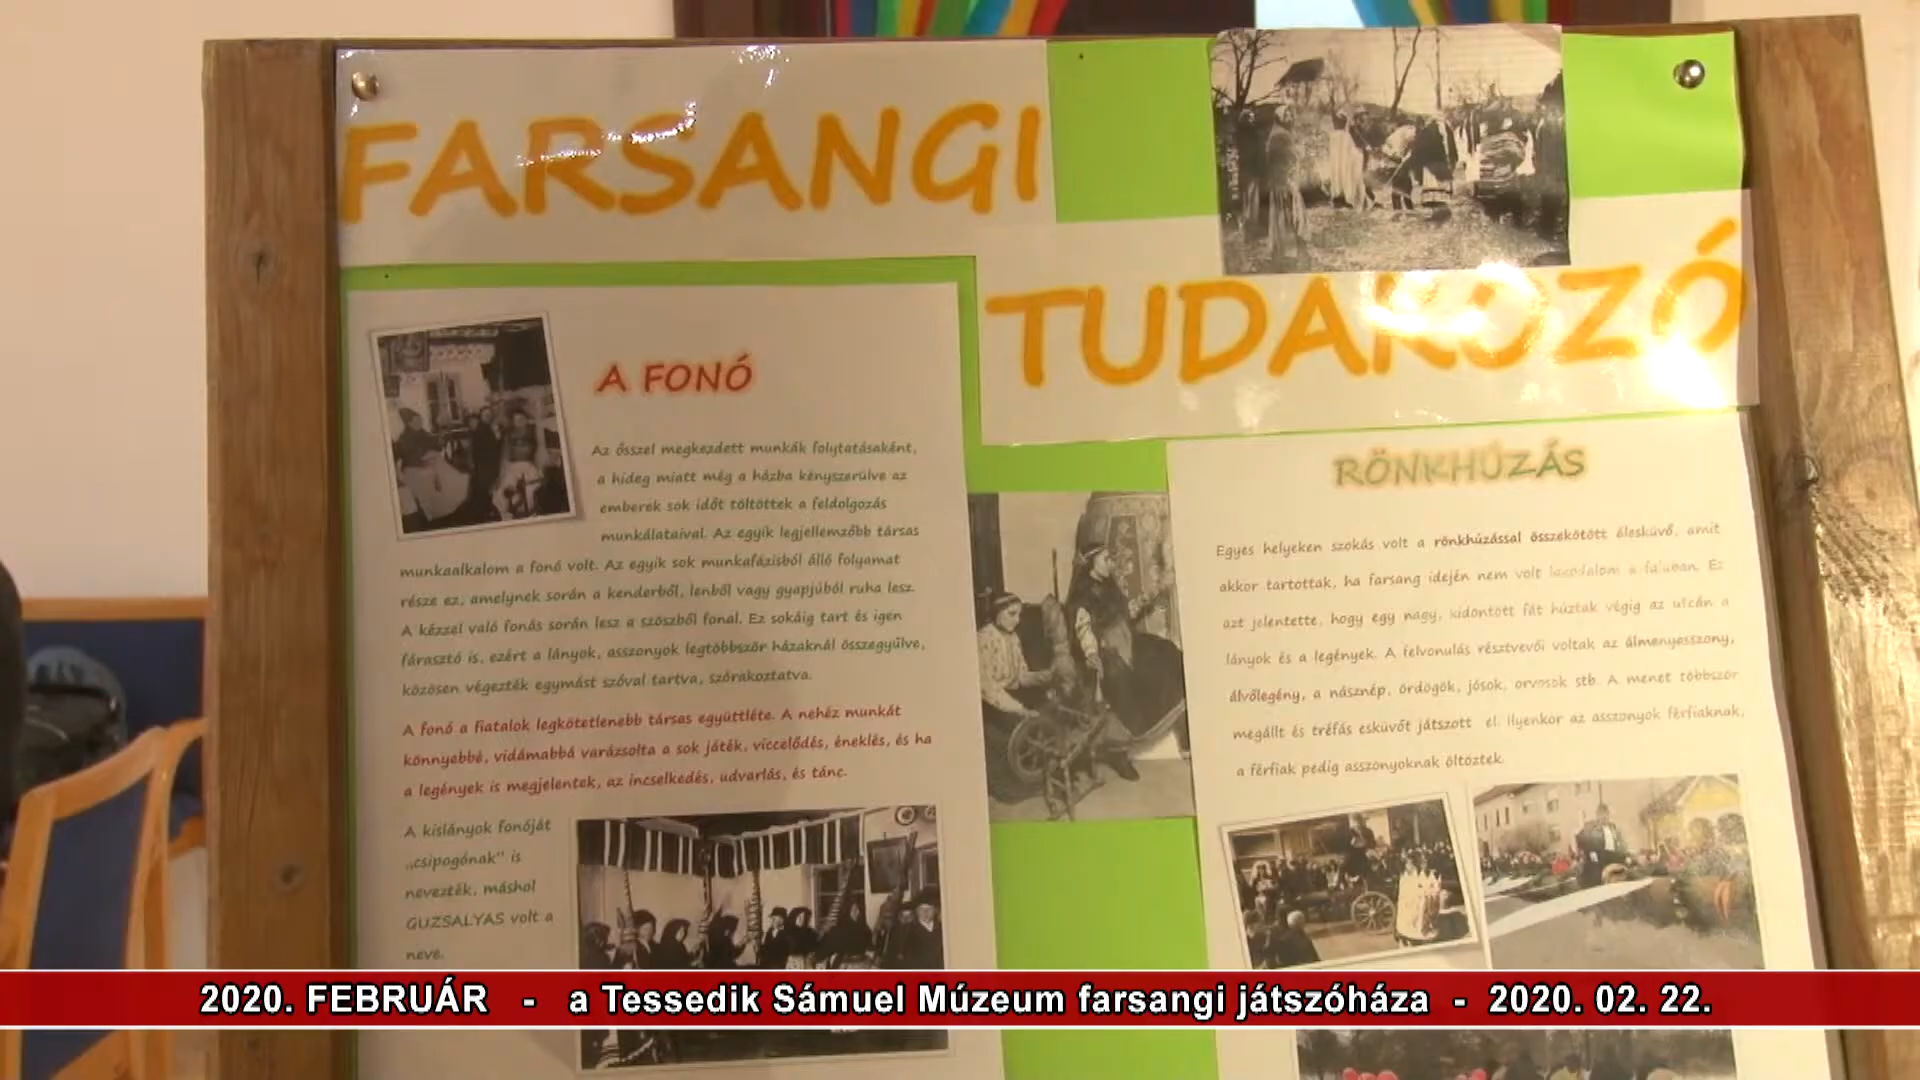 FARSANGI
TUDAKOZÓ
A FONÓ
Az ősszel megkezdett munkák folytatásaként,
a hideg miatt még a házba kényszerülve az
emberek sok időt töltöttek a feldolgozás
munkálataival. Az egyik legjellemzőbb társas
munkaalkalom a fonó volt. Az egyik sok munkafázisból álló folyamat
része ez, amelynek során a kenderből, lenből vagy gyapjúból ruha lesz.
A kézzel való fonás során lesz a szöszből fonal. Ez sokáig tart és igen
fárasztó is, ezért a lányok, asszonyok legtöbbször házaknál összegyűlve,
közösen végezték egymást szóval tartva, szórakoztatva.
A fonó a fiatalok legkötetlenebb társas együttléte. A nehéz munkát
könnyebbé, vidámabbá varázsolta a sok játék, viccelődés, éneklés, és ha
a legények is megjelentek, az incselkedés, udvarlás, és tánc.
A kislányok fonóját
„csipogónak" is
nevezték, máshol
GUZSALYAS volt a
neve.
RÖNKHÚZÁS
Egyes helyeken szokás volt a rönkhúzással összekötött álesküvő, amit
akkor tartottak, ha farsang idején nem volt lagodalom a faluban. Ez
azt jelentette, hogy egy nagy, kidöntött fát húztak végig az utcán a
lányok és a legények. A felvonulás résztvevői voltak az álmenyasszony,
álvőlegény, a násznép, ördögök, jósok, orvosok stb. A menet többször
megállt és tréfás esküvőt játszott el. Ilyenkor az asszonyok férfiaknak,
a férfiak pedig asszonyoknak öltöztek.
2020. FEBRUÁR - a Tessedik Sámuel Múzeum farsangi játszóháza - 2020. 02. 22.